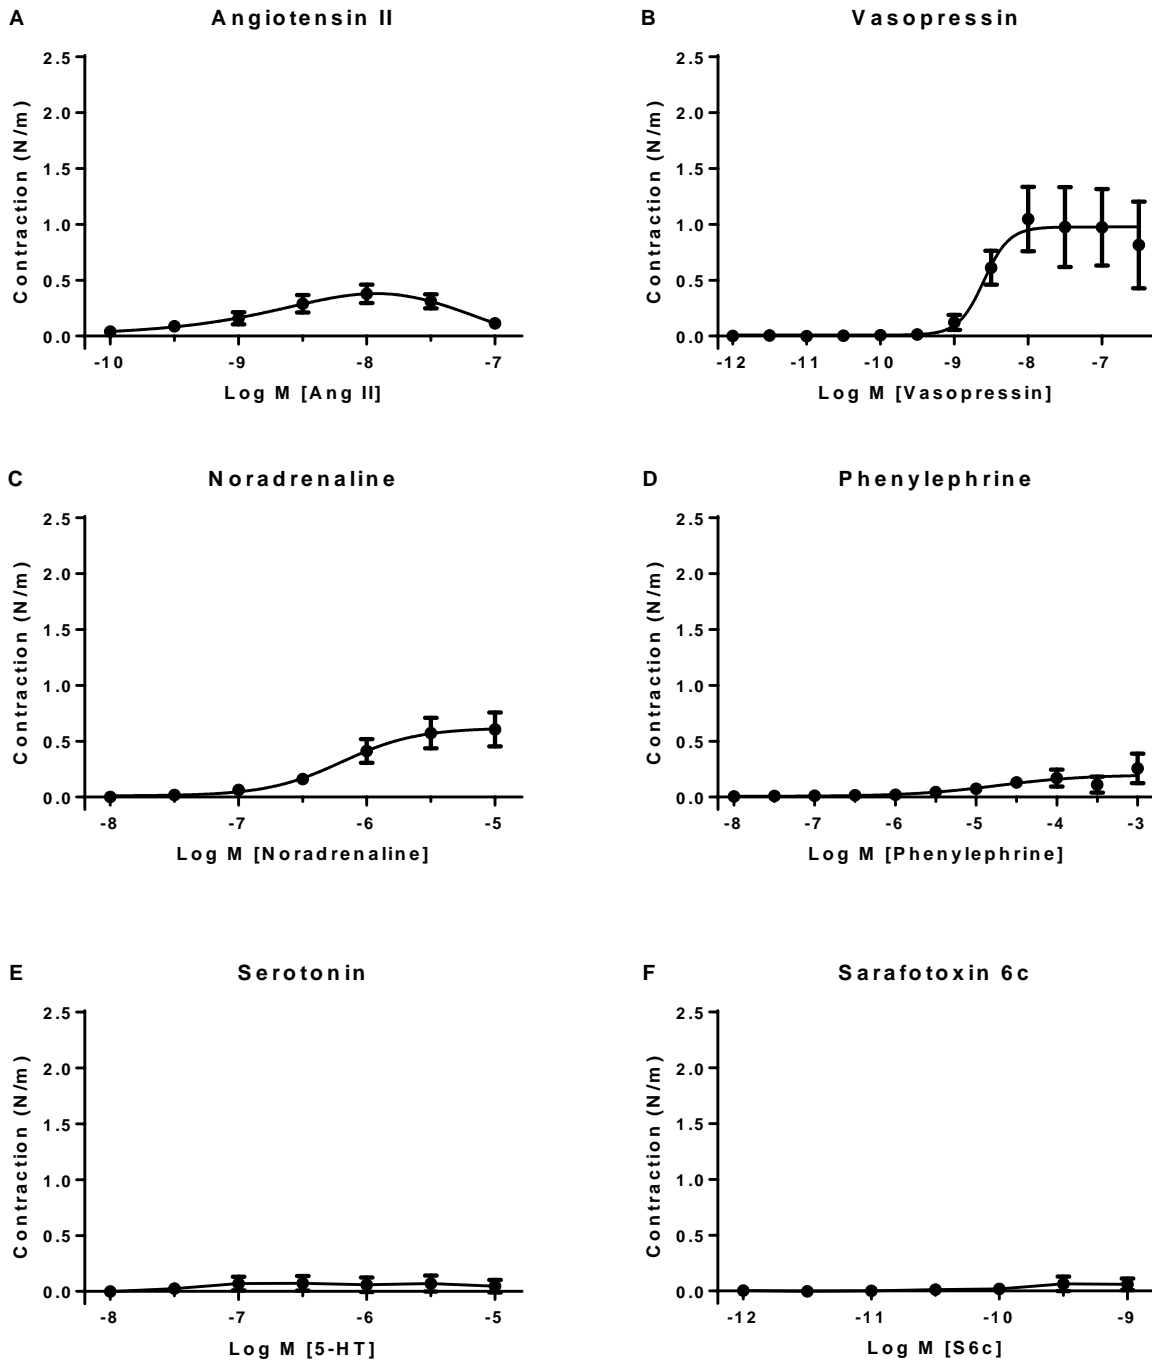 A
Angiotensin II
2.5
2.0
1.5
1.0
0.5
0.0
Contraction (N/m)
-10 -9 -8 -7
Log M [Ang II]
B
Vasopressin
2.5
2.0
1.5
1.0
0.5
0.0
Contraction (N/m)
-12 -11 -10 -9 -8 -7
Log M [Vasopressin]
C
Noradrenaline
2.5
2.0
1.5
1.0
0.5
0.0
Contraction (N/m)
-8 -7 -6 -5
Log M [Noradrenaline]
D
Phenylephrine
2.5
2.0
1.5
1.0
0.5
0.0
Contraction (N/m)
-8 -7 -6 -5 -4 -3
Log M [Phenylephrine]
E
Serotonin
2.5
2.0
1.5
1.0
0.5
0.0
Contraction (N/m)
-8 -7 -6 -5
Log M [5-HT]
F
Sarafotoxin 6c
2.5
2.0
1.5
1.0
0.5
0.0
Contraction (N/m)
-12 -11 -10 -9
Log M [S6c]